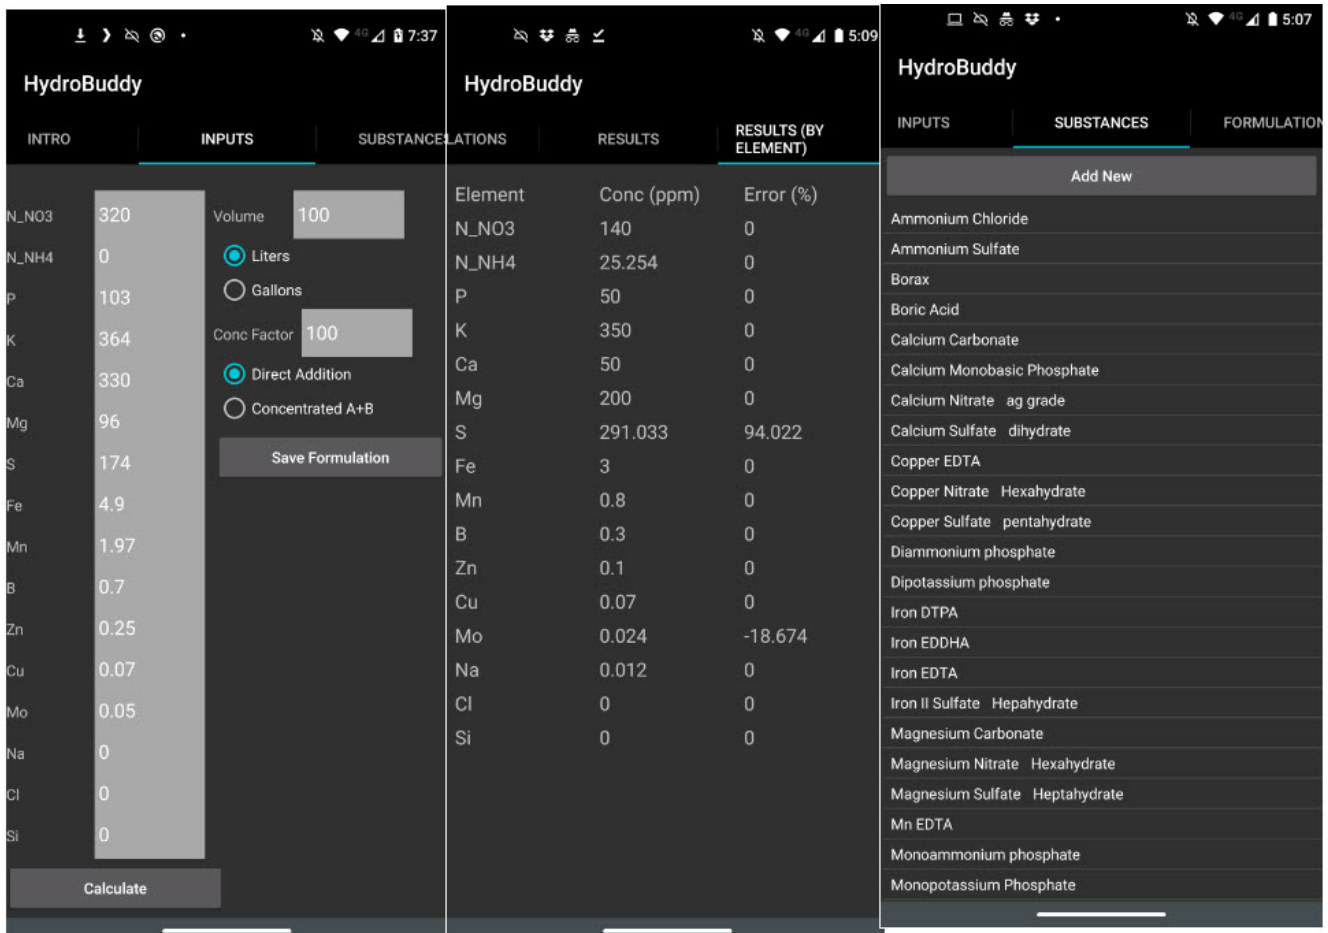 4G 7:37
HydroBuddy
INTRO INPUTS SUBSTANCES
N_NO3 320 Volume 100
N_NH4 0 Liters
P 103 Gallons
K 364 Conc Factor 100
Ca 330 Direct Addition
Mg 96 Concentrated A+B
S 174 Save Formulation
Fe 4.9
Mn 1.97
B 0.7
Zn 0.25
Cu 0.07
Mo 0.05
Na 0
Cl 0
Si 0
Calculate
4G 5:09
HydroBuddy
LATIONS RESULTS RESULTS (BY
ELEMENT)
Element Conc (ppm) Error (%)
N_NO3 140 0
N_NH4 25.254 0
P 50 0
K 350 0
Ca 50 0
Mg 200 0
S 291.033 94.022
Fe 3 0
Mn 0.8 0
B 0.3 0
Zn 0.1 0
Cu 0.07 0
Mo 0.024 -18.674
Na 0.012 0
Cl 0 0
Si 0 0
4G 5:07
HydroBuddy
INPUTS SUBSTANCES FORMULATION
Add New
Ammonium Chloride
Ammonium Sulfate
Borax
Boric Acid
Calcium Carbonate
Calcium Monobasic Phosphate
Calcium Nitrate ag grade
Calcium Sulfate dihydrate
Copper EDTA
Copper Nitrate Hexahydrate
Copper Sulfate pentahydrate
Diammonium phosphate
Dipotassium phosphate
Iron DTPA
Iron EDDHA
Iron EDTA
Iron II Sulfate Hepahydrate
Magnesium Carbonate
Magnesium Nitrate Hexahydrate
Magnesium Sulfate Heptahydrate
Mn EDTA
Monoammonium phosphate
Monopotassium Phosphate